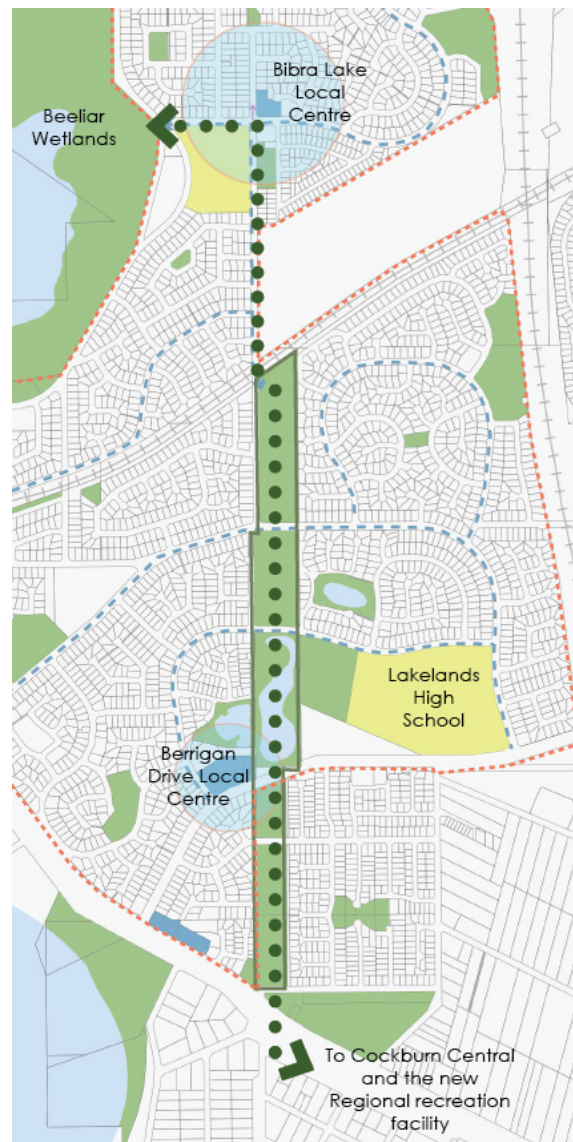 Bibra Lake
Local
Centre
Beeliar
Wetlands
Lakelands
High
School
Berrigan
Drive Local
Centre
To Cockburn Central
and the new
Regional recreation
facility